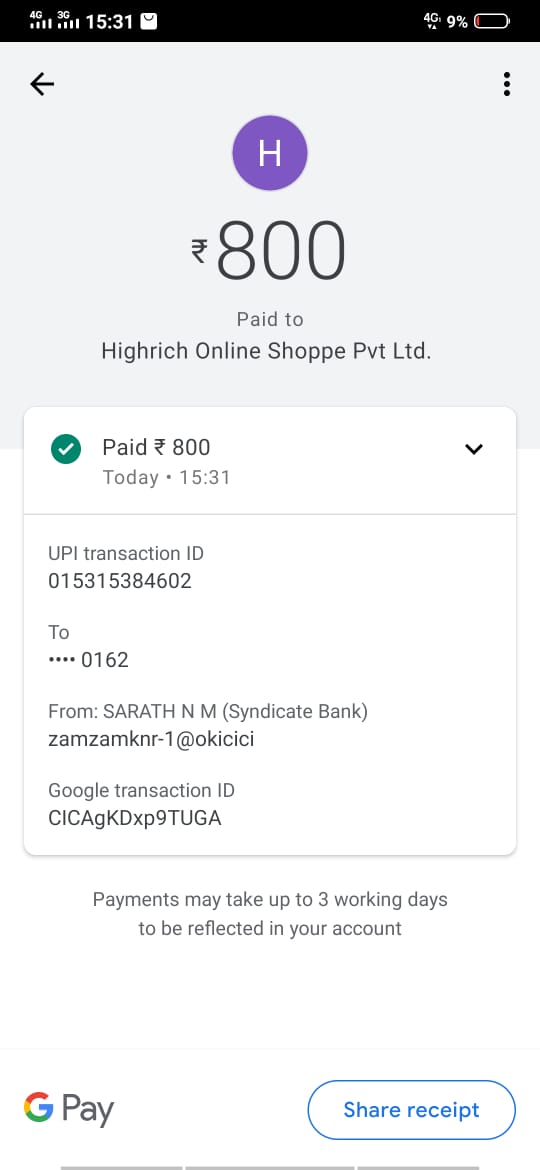 4G 3G 15:31 4G 9%
H
₹800
Paid to
Highrich Online Shoppe Pvt Ltd.
Paid ₹ 800
Today • 15:31
UPI transaction ID
015315384602
To
•••• 0162
From: SARATH N M (Syndicate Bank)
zamzamknr-1@okicici
Google transaction ID
CICAgKDxp9TUGA
Payments may take up to 3 working days
to be reflected in your account
G Pay
Share receipt